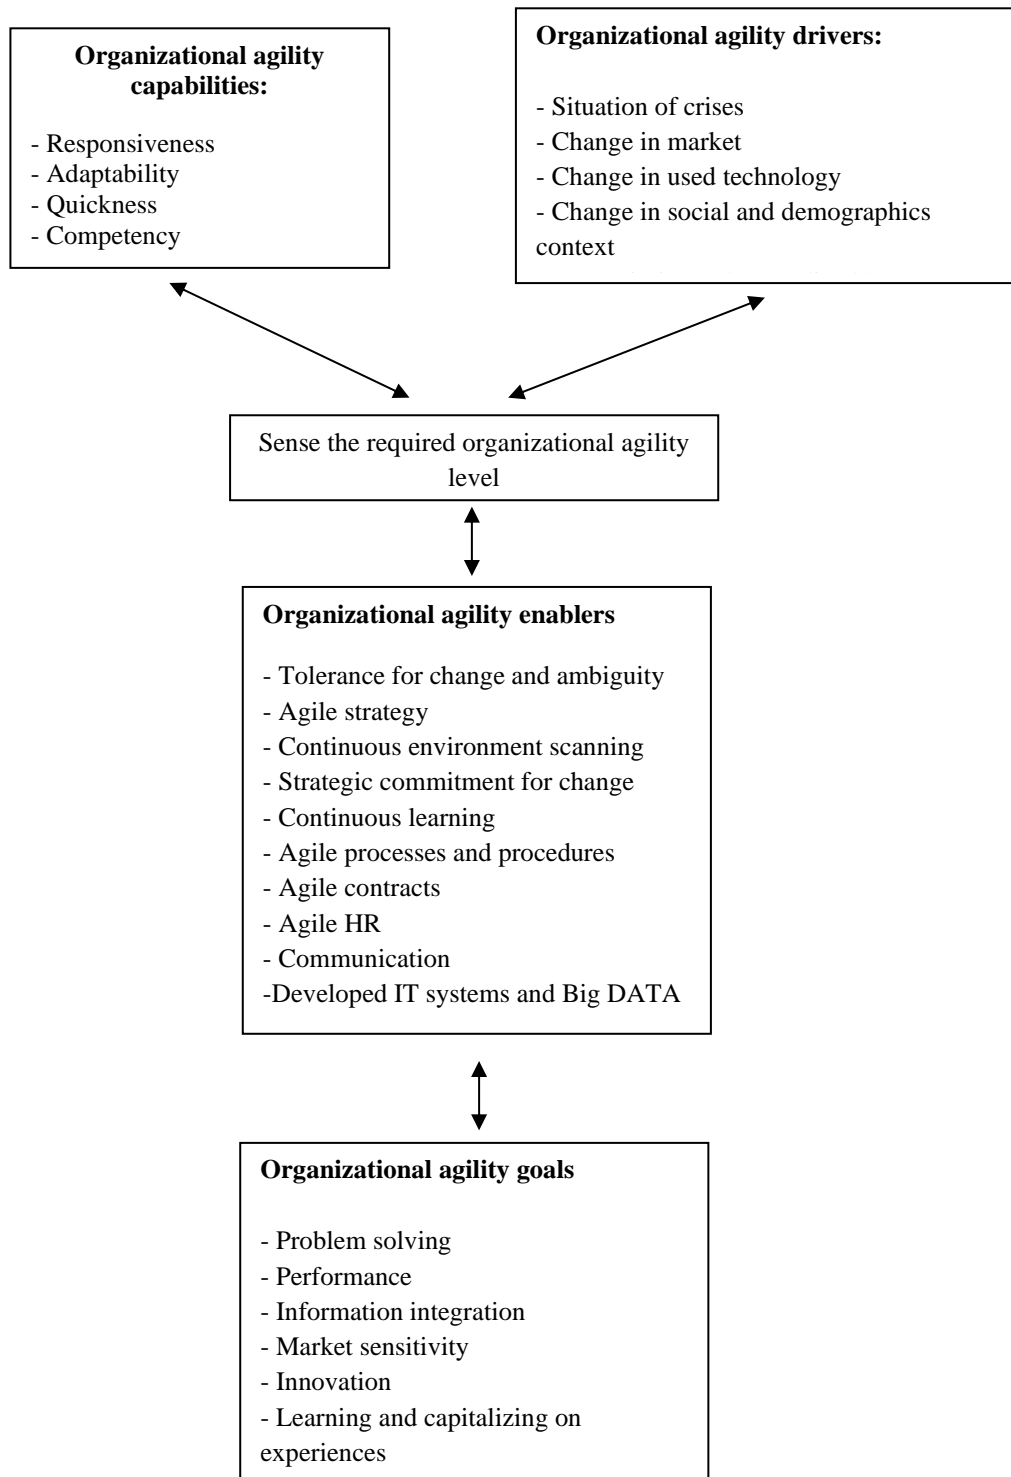 Organizational agility
capabilities:
- Responsiveness
- Adaptability
- Quickness
- Competency
Organizational agility drivers:
- Situation of crises
- Change in market
- Change in used technology
- Change in social and demographics
context
Sense the required organizational agility
level
Organizational agility enablers
- Tolerance for change and ambiguity
- Agile strategy
- Continuous environment scanning
- Strategic commitment for change
- Continuous learning
- Agile processes and procedures
- Agile contracts
- Agile HR
- Communication
-Developed IT systems and Big DATA
Organizational agility goals
- Problem solving
- Performance
- Information integration
- Market sensitivity
- Innovation
- Learning and capitalizing on
experiences